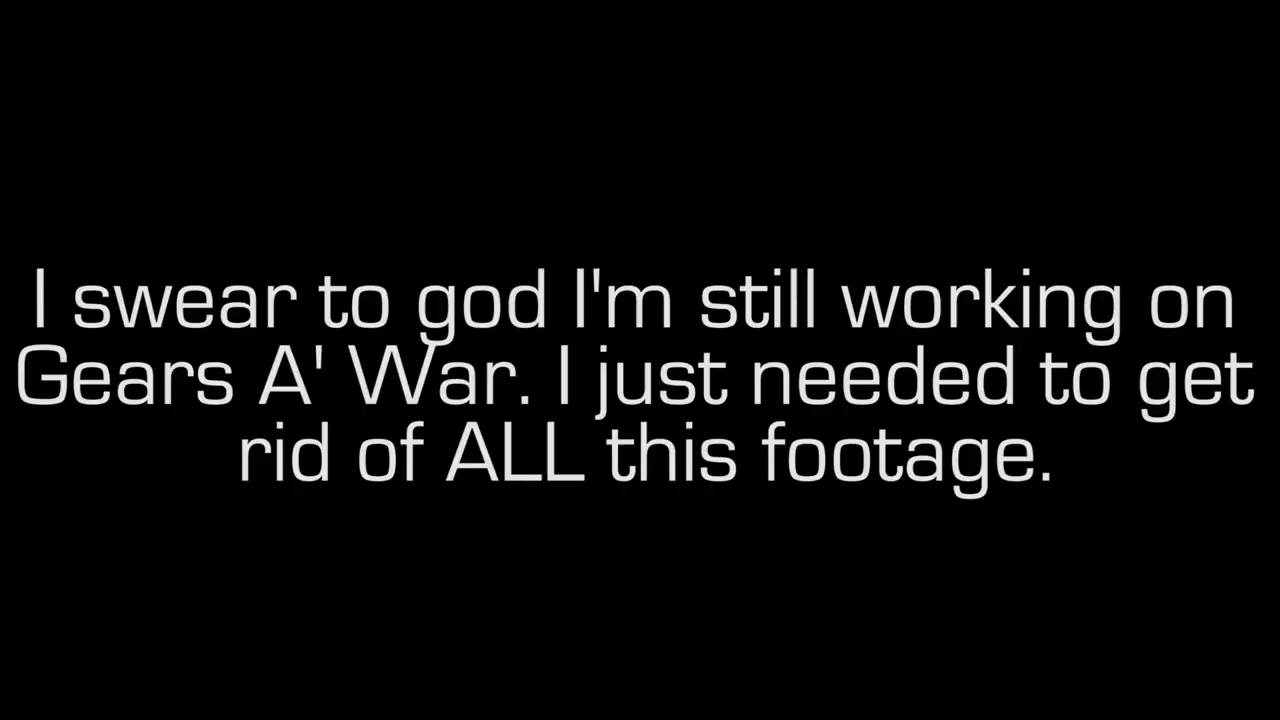 I swear to god I'm still working on
Gears A' War. I just needed to get
rid of ALL this footage.